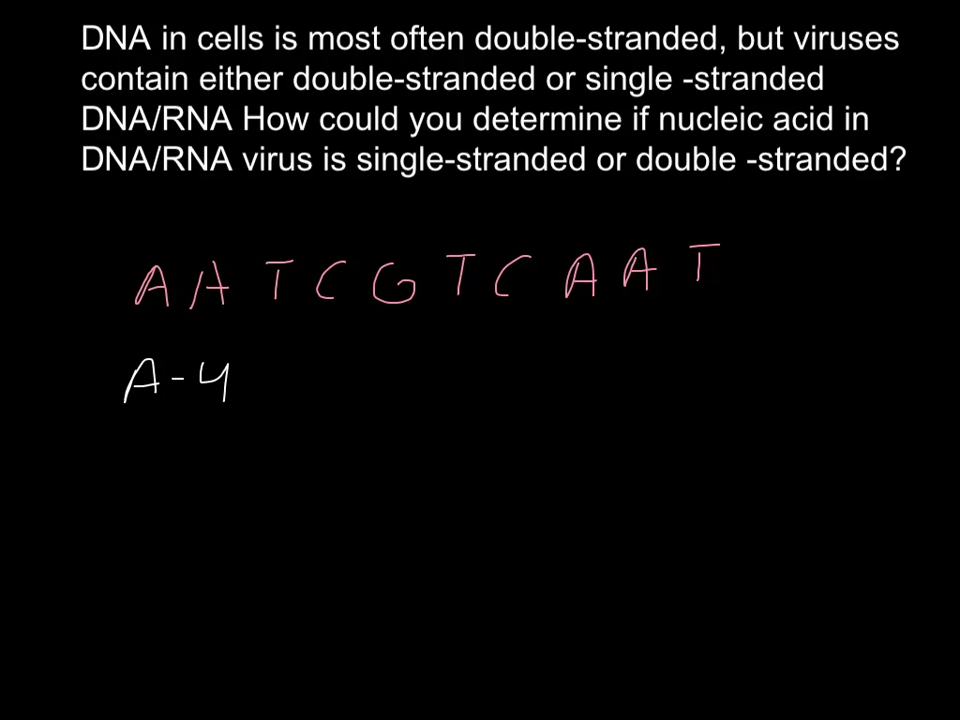 DNA in cells is most often double-stranded, but viruses
contain either double-stranded or single -stranded
DNA/RNA How could you determine if nucleic acid in
DNA/RNA virus is single-stranded or double -stranded?
A A T C G T C A A T
A - 4